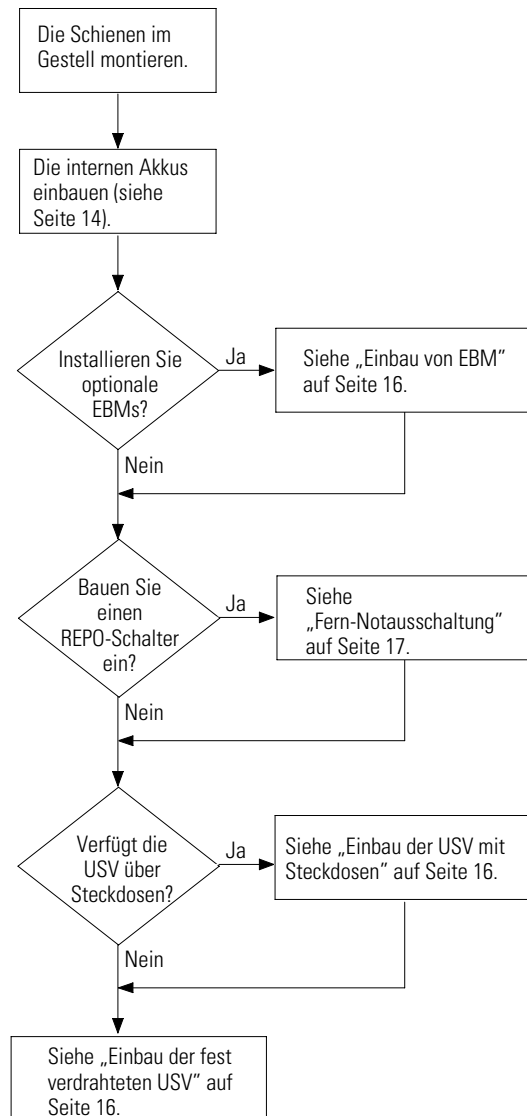 Die Schienen im
Gestell montieren.
Die internen Akkus
einbauen (siehe
Seite 14).
Installieren Sie
optionale
EBMs?
Ja
Siehe „Einbau von EBM”
auf Seite 16.
Nein
Bauen Sie
einen
REPO-Schalter
ein?
Ja
Siehe
„Fern-Notausschaltung”
auf Seite 17.
Nein
Verfügt die
USV über
Steckdosen?
Ja
Siehe „Einbau der USV mit
Steckdosen” auf Seite 16.
Nein
Siehe „Einbau der fest
verdrahteten USV” auf
Seite 16.